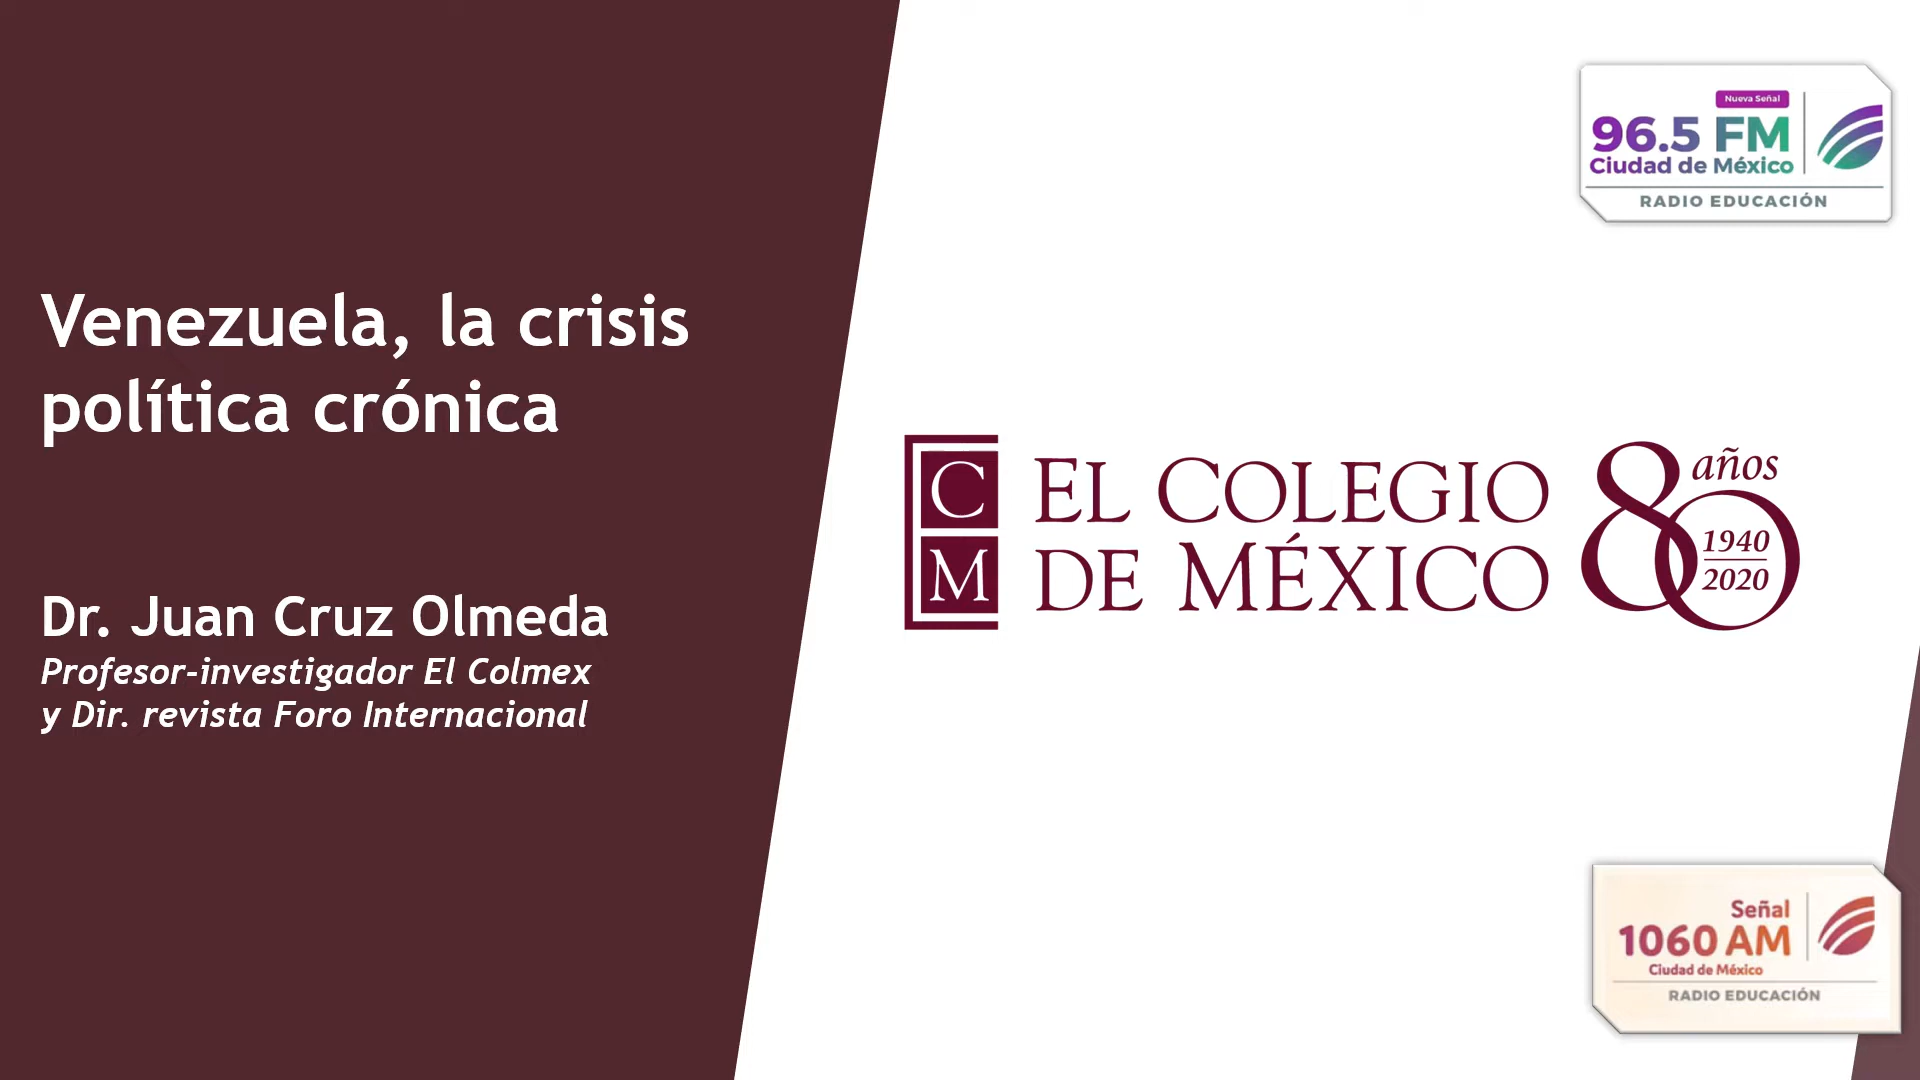 Venezuela, la crisis
política crónica
Dr. Juan Cruz Olmeda
Profesor-investigador El Colmex
y Dir. revista Foro Internacional
C
M
EL COLEGIO
DE MÉXICO
80 años
1940
2020
Nueva Señal
96.5 FM
Ciudad de México
RADIO EDUCACIÓN
Señal
1060 AM
Ciudad de México
RADIO EDUCACIÓN